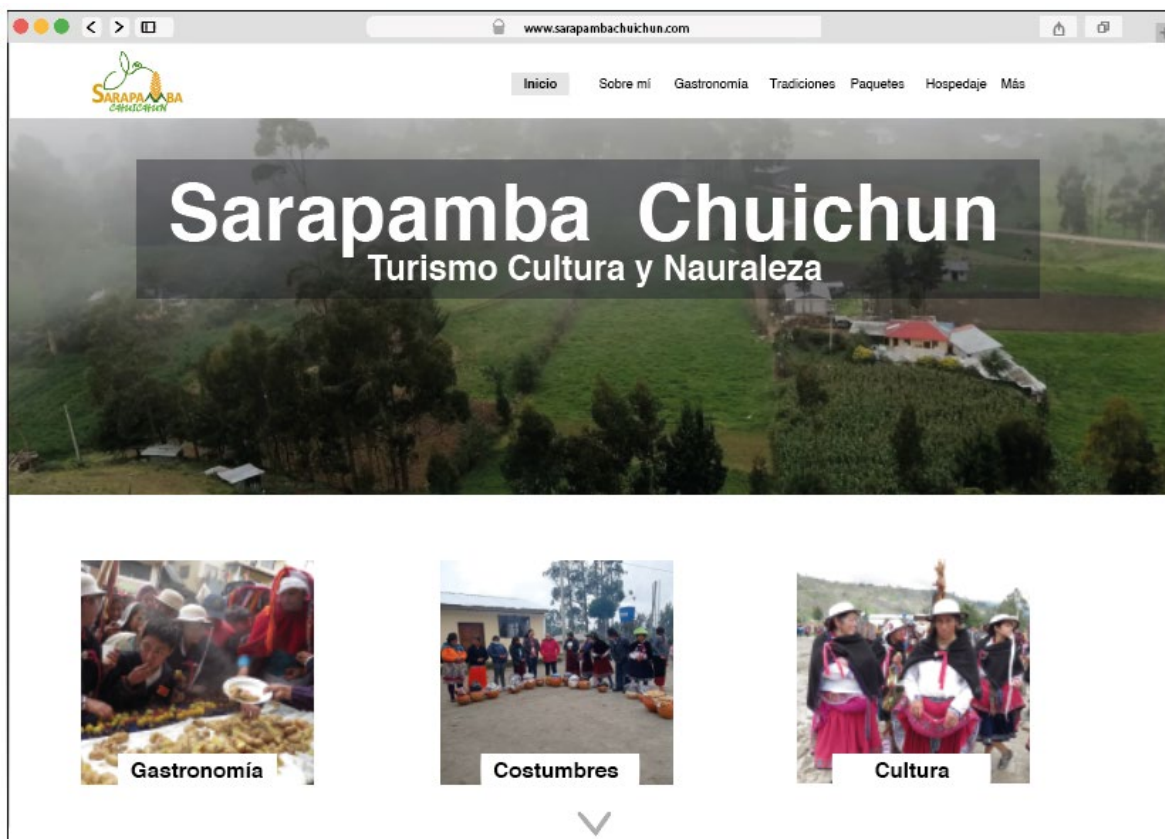 www.sarapambachuichun.com
SARAPAMBA
CHUICHUN
Inicio Sobre mí Gastronomía Tradiciones Paquetes Hospedaje Más
Sarapamba Chuichun
Turismo Cultura y Nauraleza
Gastronomía Costumbres Cultura